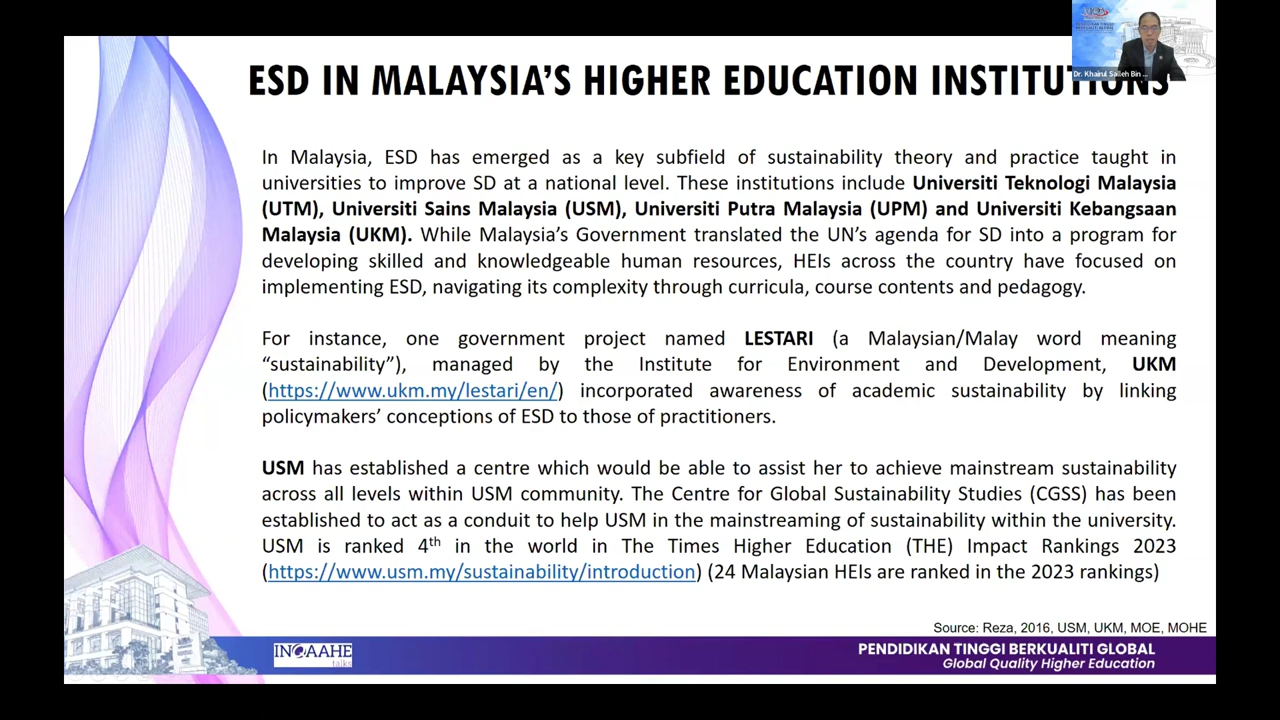 ESD IN MALAYSIA'S HIGHER EDUCATION INSTITUTIONS
Dr. Khairul Salleh Bin ...
In Malaysia, ESD has emerged as a key subfield of sustainability theory and practice taught in
universities to improve SD at a national level. These institutions include Universiti Teknologi Malaysia
(UTM), Universiti Sains Malaysia (USM), Universiti Putra Malaysia (UPM) and Universiti Kebangsaan
Malaysia (UKM). While Malaysia's Government translated the UN's agenda for SD into a program for
developing skilled and knowledgeable human resources, HEIs across the country have focused on
implementing ESD, navigating its complexity through curricula, course contents and pedagogy.
For instance, one government project named LESTARI (a Malaysian/Malay word meaning
“sustainability”), managed by the Institute for Environment and Development, UKM
(https://www.ukm.my/lestari/en/) incorporated awareness of academic sustainability by linking
policymakers' conceptions of ESD to those of practitioners.
USM has established a centre which would be able to assist her to achieve mainstream sustainability
across all levels within USM community. The Centre for Global Sustainability Studies (CGSS) has been
established to act as a conduit to help USM in the mainstreaming of sustainability within the university.
USM is ranked 4th in the world in The Times Higher Education (THE) Impact Rankings 2023
(https://www.usm.my/sustainability/introduction) (24 Malaysian HEIs are ranked in the 2023 rankings)
Source: Reza, 2016, USM, UKM, MOE, MOHE
INQAAHE
talks
PENDIDIKAN TINGGI BERKUALITI GLOBAL
Global Quality Higher Education